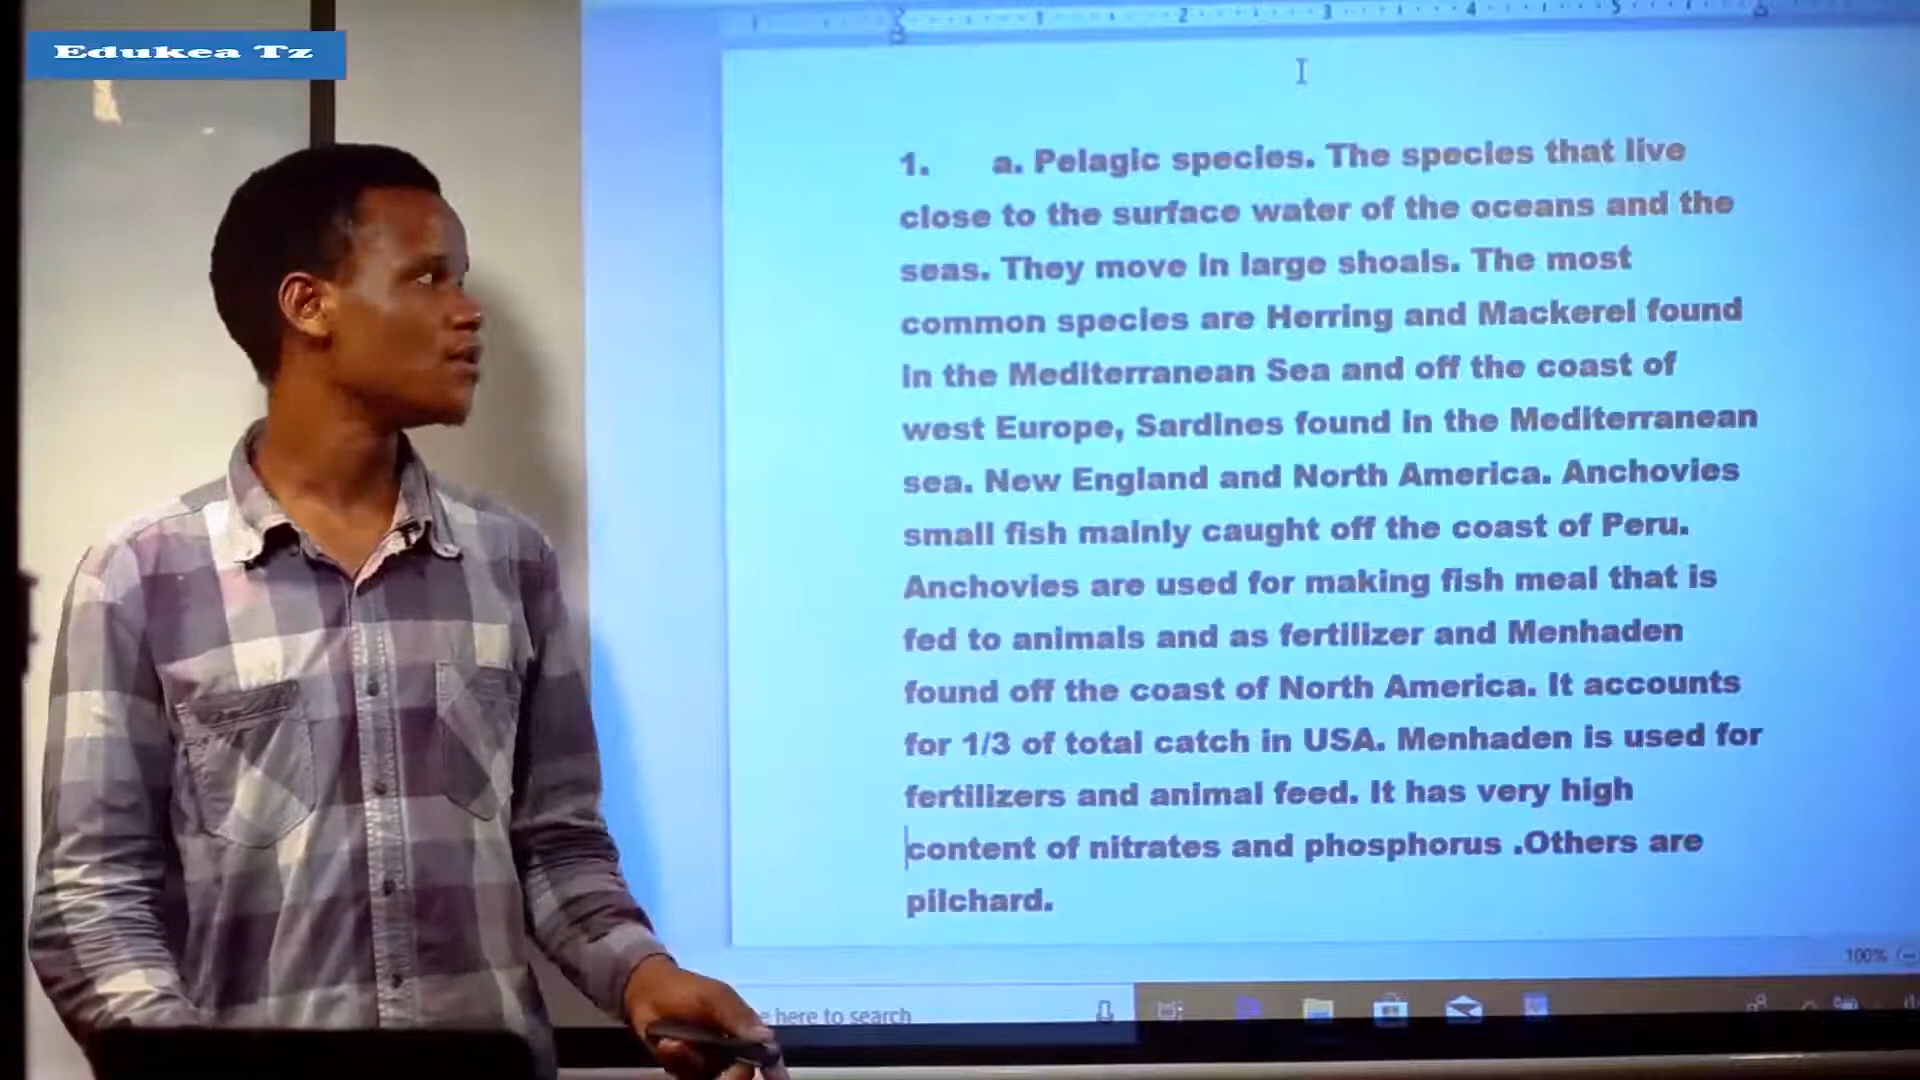 Edukea Tz
1 2 3 4 5
1. a. Pelagic species. The species that live
close to the surface water of the oceans and the
seas. They move in large shoals. The most
common species are Herring and Mackerel found
in the Mediterranean Sea and off the coast of
west Europe, Sardines found in the Mediterranean
sea. New England and North America. Anchovies
small fish mainly caught off the coast of Peru.
Anchovies are used for making fish meal that is
fed to animals and as fertilizer and Menhaden
found off the coast of North America. It accounts
for 1/3 of total catch in USA. Menhaden is used for
fertilizers and animal feed. It has very high
content of nitrates and phosphorus .Others are
pilchard.
100%
here to search